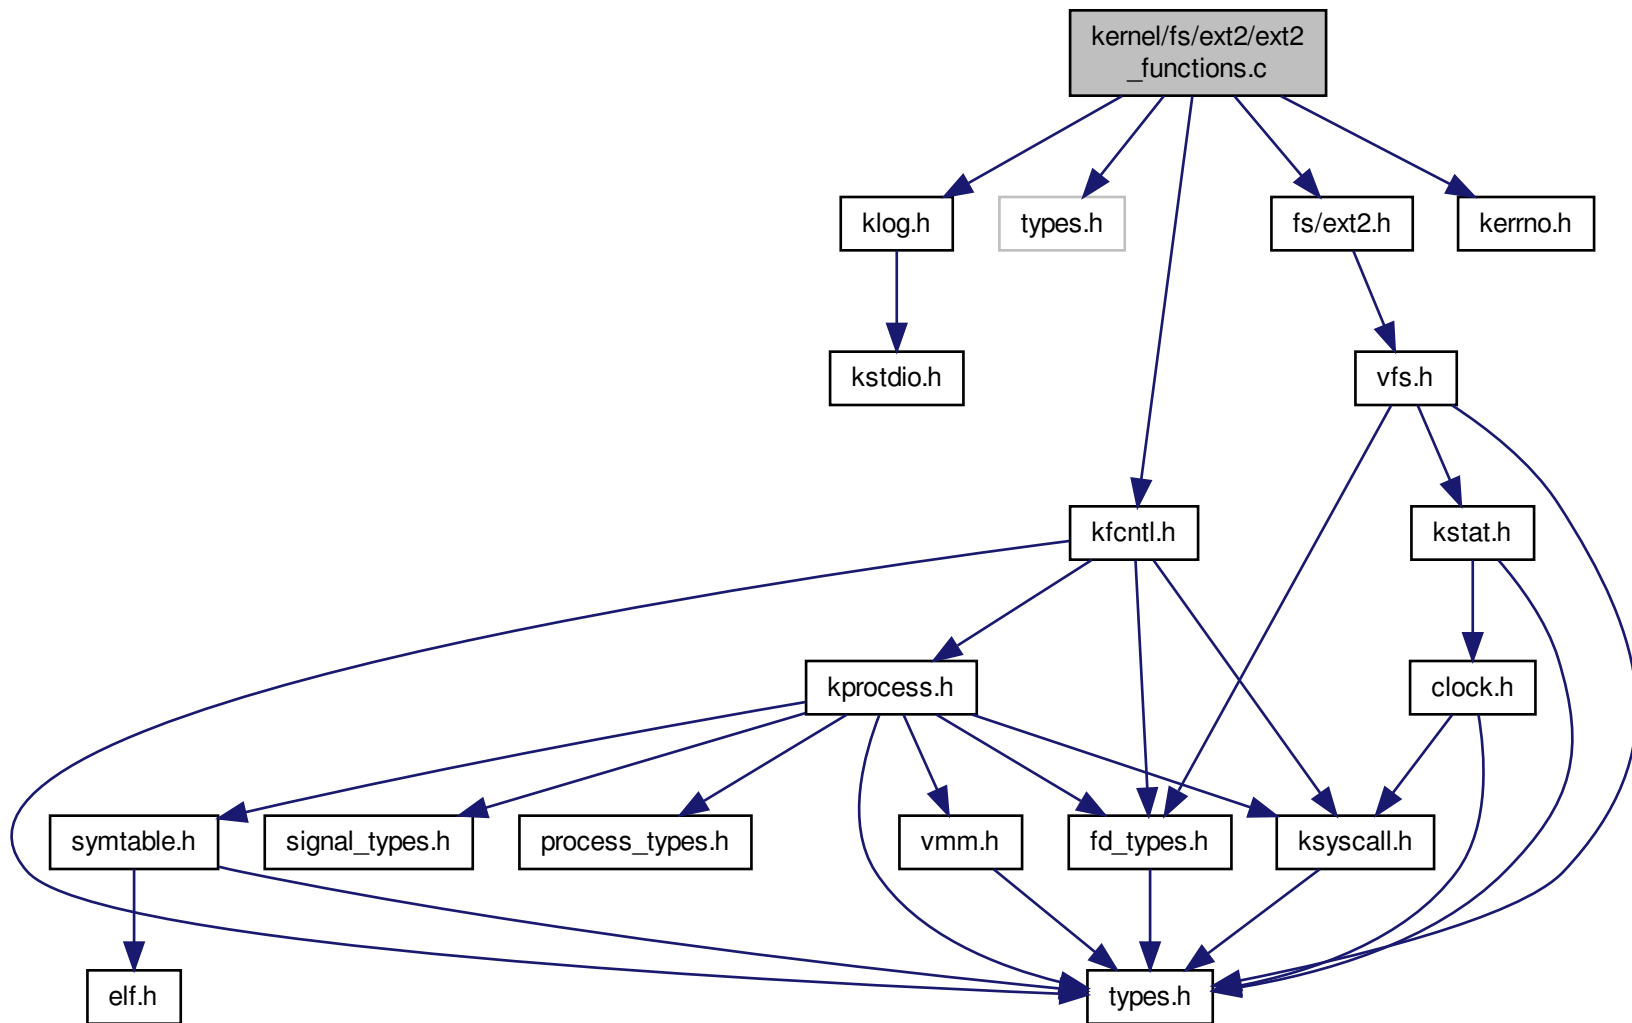 kernel/fs/ext2/ext2
_functions.c
klog.h
types.h
fs/ext2.h
kerrno.h
kstdio.h
vfs.h
kfcntl.h
kstat.h
kprocess.h
clock.h
symtable.h
signal_types.h
process_types.h
vmm.h
fd_types.h
ksyscall.h
elf.h
types.h